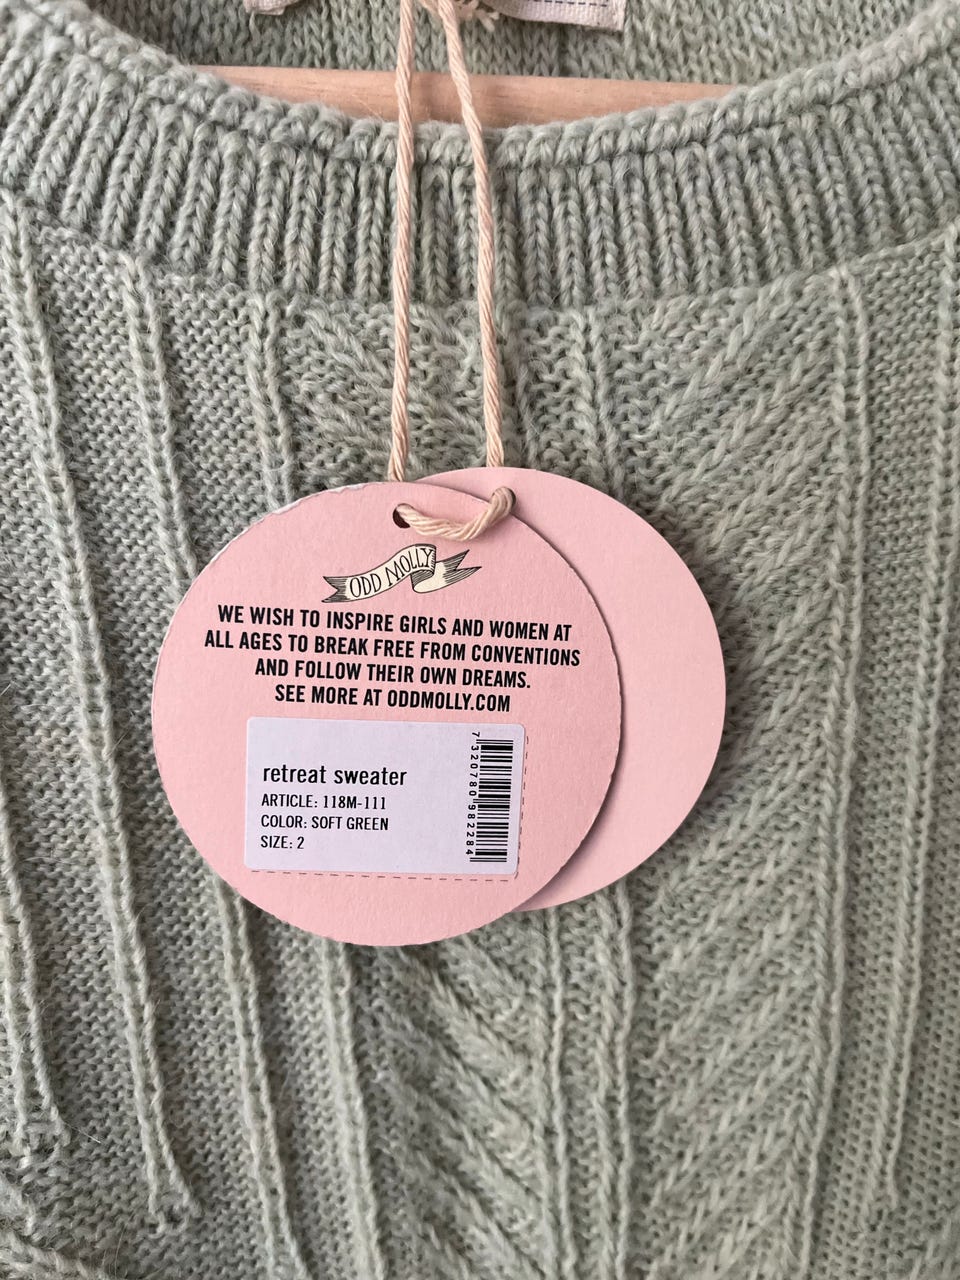 ODD MOLLY
WE WISH TO INSPIRE GIRLS AND WOMEN AT
ALL AGES TO BREAK FREE FROM CONVENTIONS
AND FOLLOW THEIR OWN DREAMS.
SEE MORE AT ODDMOLLY.COM
retreat sweater
ARTICLE: 118M-111
COLOR: SOFT GREEN
SIZE: 2
7320780982284